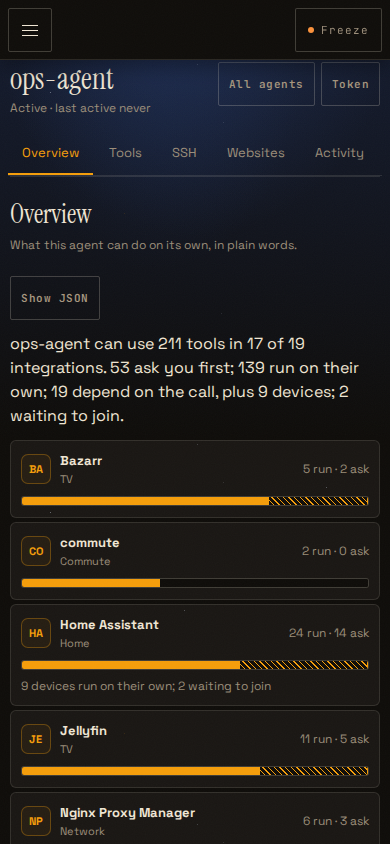 Freeze
ops-agent
Active · last active never
All agents
Token
Overview
Tools
SSH
Websites
Activity
Overview
What this agent can do on its own, in plain words.
Show JSON
ops-agent can use 211 tools in 17 of 19
integrations. 53 ask you first; 139 run on their
own; 19 depend on the call, plus 9 devices; 2
waiting to join.
BA
Bazarr
TV
5 run · 2 ask
CO
commute
Commute
2 run · 0 ask
HA
Home Assistant
Home
24 run · 14 ask
9 devices run on their own; 2 waiting to join
JE
Jellyfin
TV
11 run · 5 ask
NP
Nginx Proxy Manager
Network
6 run · 3 ask